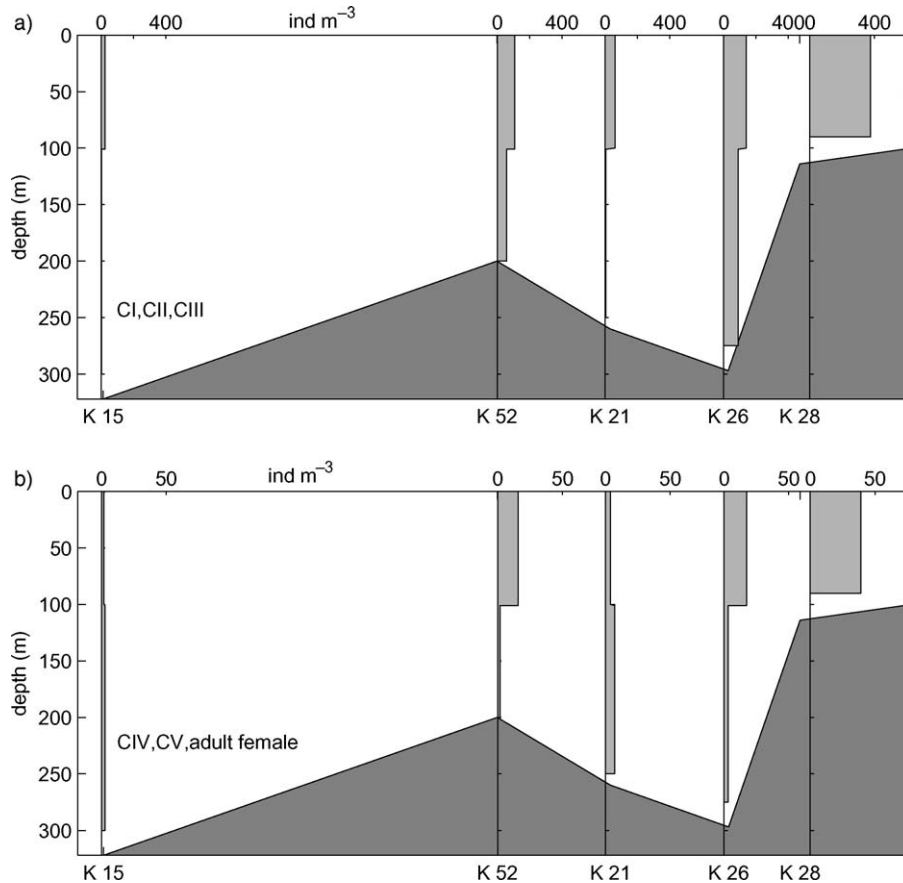 a)
0 400 ind m⁻³ 0 400 0 400 0 4000 400
0
50
100
150
200
250
300
depth (m)
CI,CII,CIII
K 15 K 52 K 21 K 26 K 28
b)
0 50 ind m⁻³ 0 50 0 50 0 50 0 50
0
50
100
150
200
250
300
depth (m)
CIV,CV,adult female
K 15 K 52 K 21 K 26 K 28